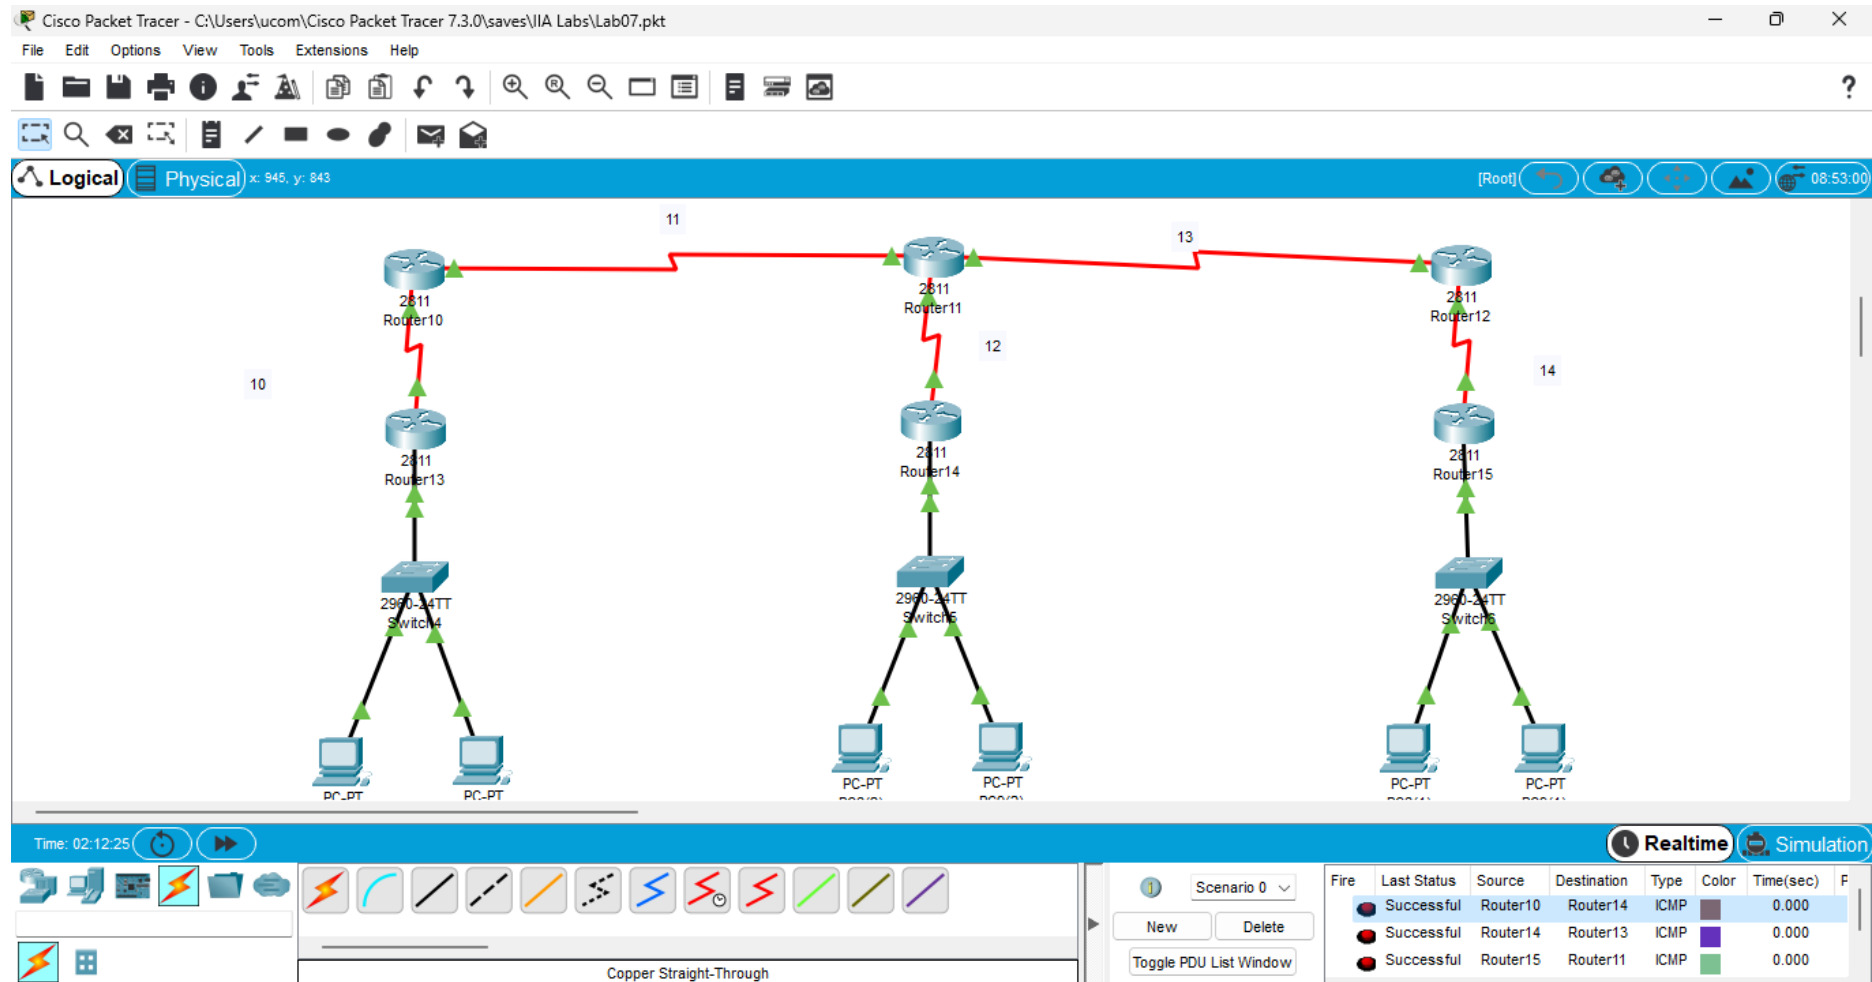 Cisco Packet Tracer - C:\Users\ucom\Cisco Packet Tracer 7.3.0\saves\IIA Labs\Lab07.pkt
File Edit Options View Tools Extensions Help
Logical Physical x: 945, y: 843 [Root] 08:53:00
11
13
2811
Router10
2811
Router11
2811
Router12
12
10
14
2811
Router13
2811
Router14
2811
Router15
2960-24TT
Switch4
2960-24TT
Switch5
2960-24TT
Switch6
PC-PT
PC-PT
PC-PT
PC-PT
PC-PT
PC-PT
Time: 02:12:25 Realtime Simulation
Scenario 0
New Delete
Toggle PDU List Window
Copper Straight-Through
Fire Last Status Source Destination Type Color Time(sec)
Successful Router10 Router14 ICMP 0.000
Successful Router14 Router13 ICMP 0.000
Successful Router15 Router11 ICMP 0.000